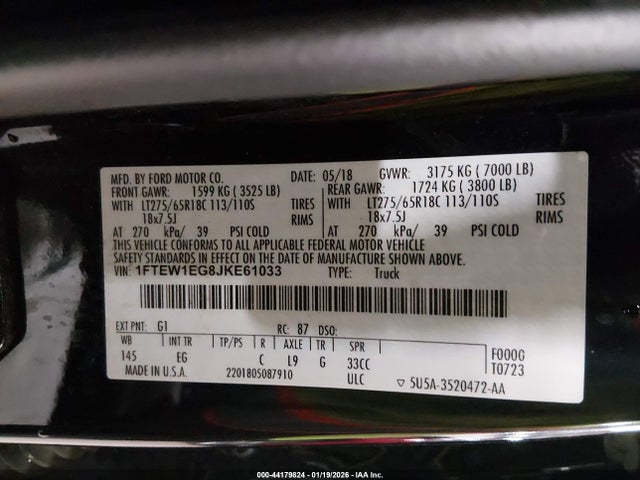 MFD. BY FORD MOTOR CO. DATE: 05/18 GVWR: 3175 KG ( 7000 LB)
FRONT GAWR: 1599 KG ( 3525 LB) REAR GAWR: 1724 KG ( 3800 LB)
WITH LT275/65R18C 113/110S TIRES WITH LT275/65R18C 113/110S TIRES
18x7.5J RIMS 18x7.5J RIMS
AT 270 kPa/ 39 PSI COLD AT 270 kPa/ 39 PSI COLD
THIS VEHICLE CONFORMS TO ALL APPLICABLE FEDERAL MOTOR VEHICLE
SAFETY STANDARDS IN EFFECT ON THE DATE OF MANUFACTURE SHOWN ABOVE.
VIN: 1FTEW1EG8JKE61033 TYPE: Truck
EXT PNT: G1 RC: 87 DSO:
WB INT TR TP/PS R AXLE TR SPR F000G
145 EG C L9 G 33CC T0723
MADE IN U.S.A. 2201805087910 ULC ▽ 5U5A-3520472-AA
000-44179824 | 01/19/2026 - IAA Inc.